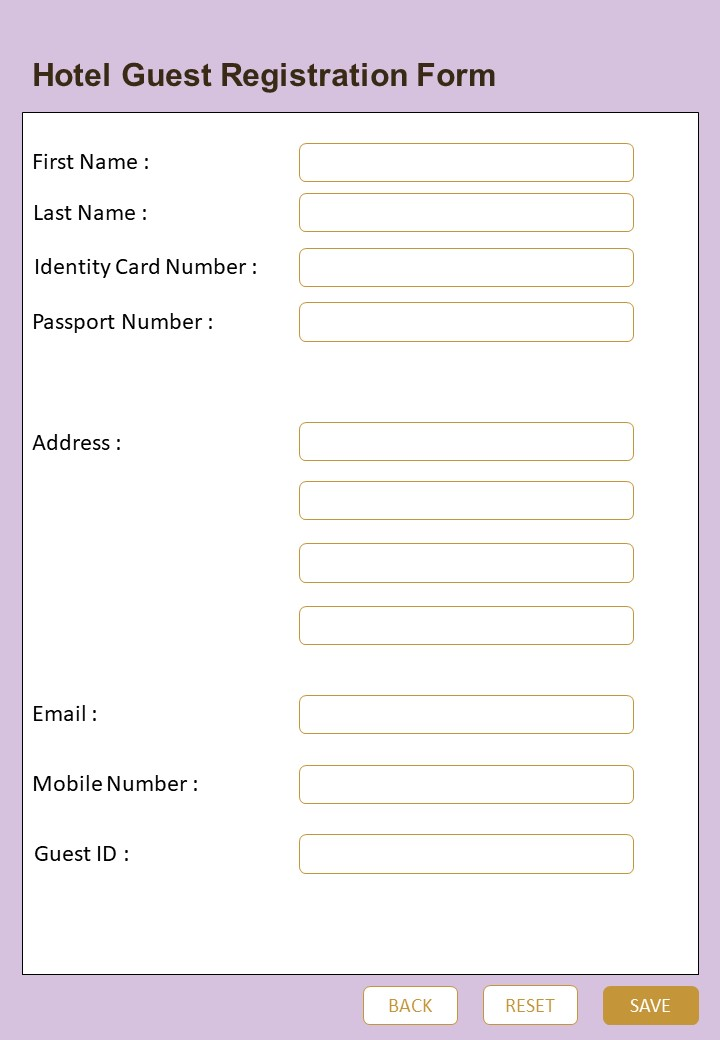 Hotel Guest Registration Form
First Name :
Last Name :
Identity Card Number :
Passport Number :
Address :
Email :
Mobile Number :
Guest ID :
BACK RESET SAVE